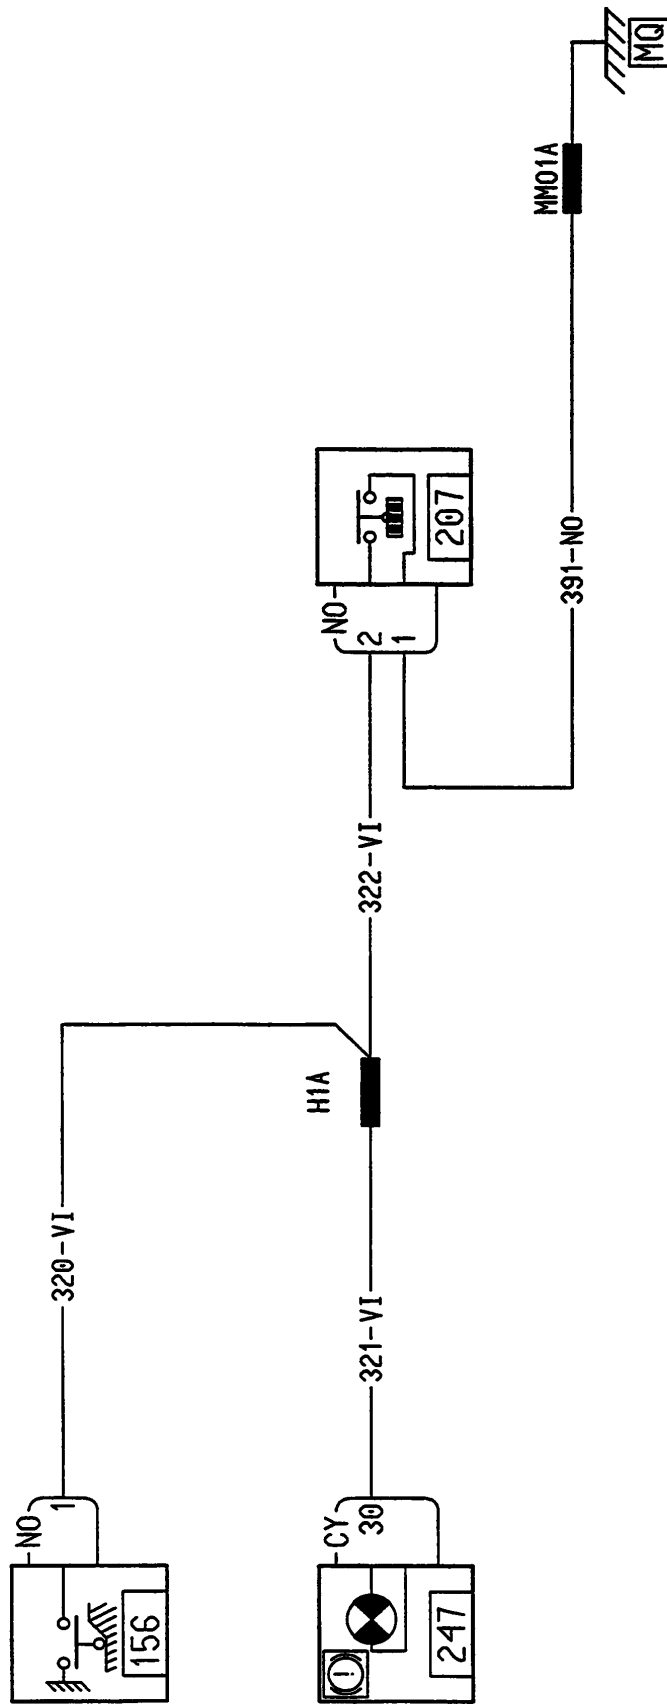 NO
1
156
320-VI
CY
30
247
321-VI
H1A
322-VI
NO
2
1
207
391-NO
MM01A
MQ
!